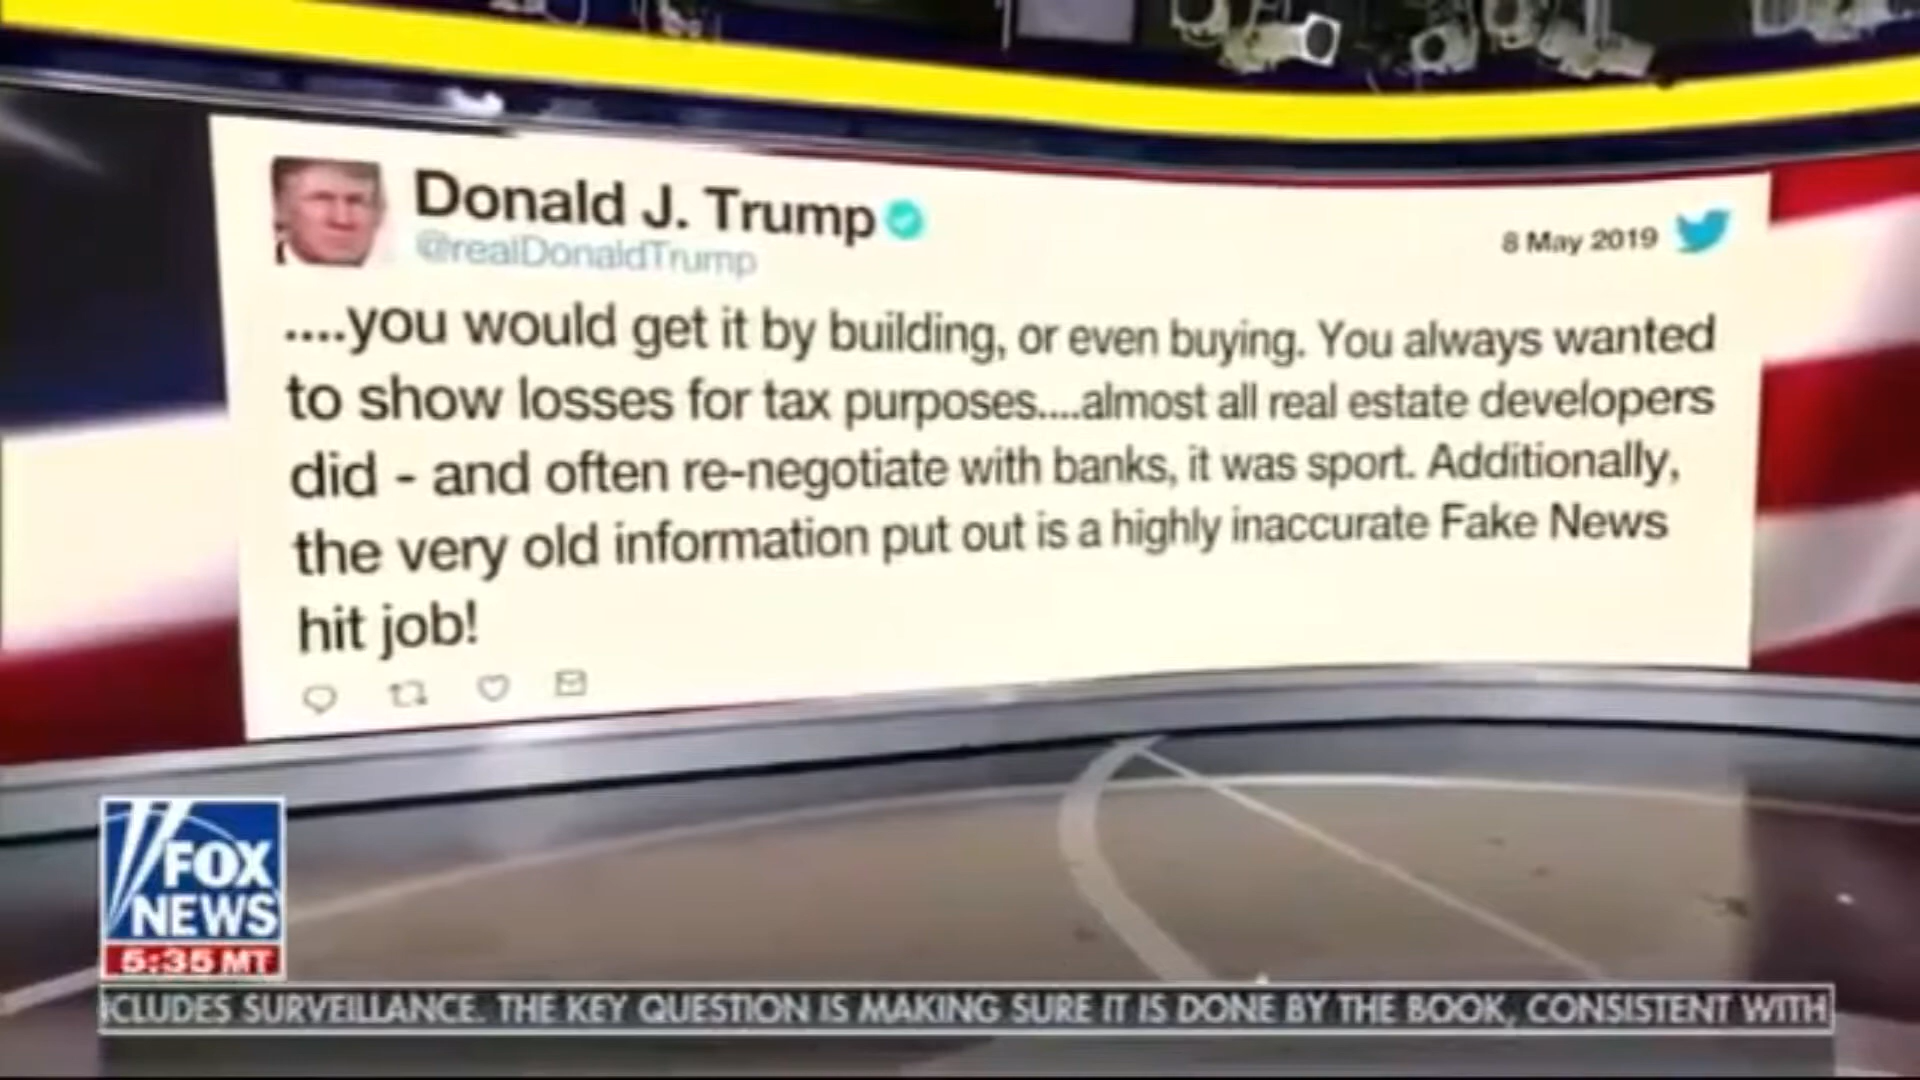 Donald J. Trump
@realDonaldTrump
8 May 2019
....you would get it by building, or even buying. You always wanted
to show losses for tax purposes....almost all real estate developers
did - and often re-negotiate with banks, it was sport. Additionally,
the very old information put out is a highly inaccurate Fake News
hit job!
FOX
NEWS
5:35 MT
ICLUDES SURVEILLANCE. THE KEY QUESTION IS MAKING SURE IT IS DONE BY THE BOOK, CONSISTENT WITH